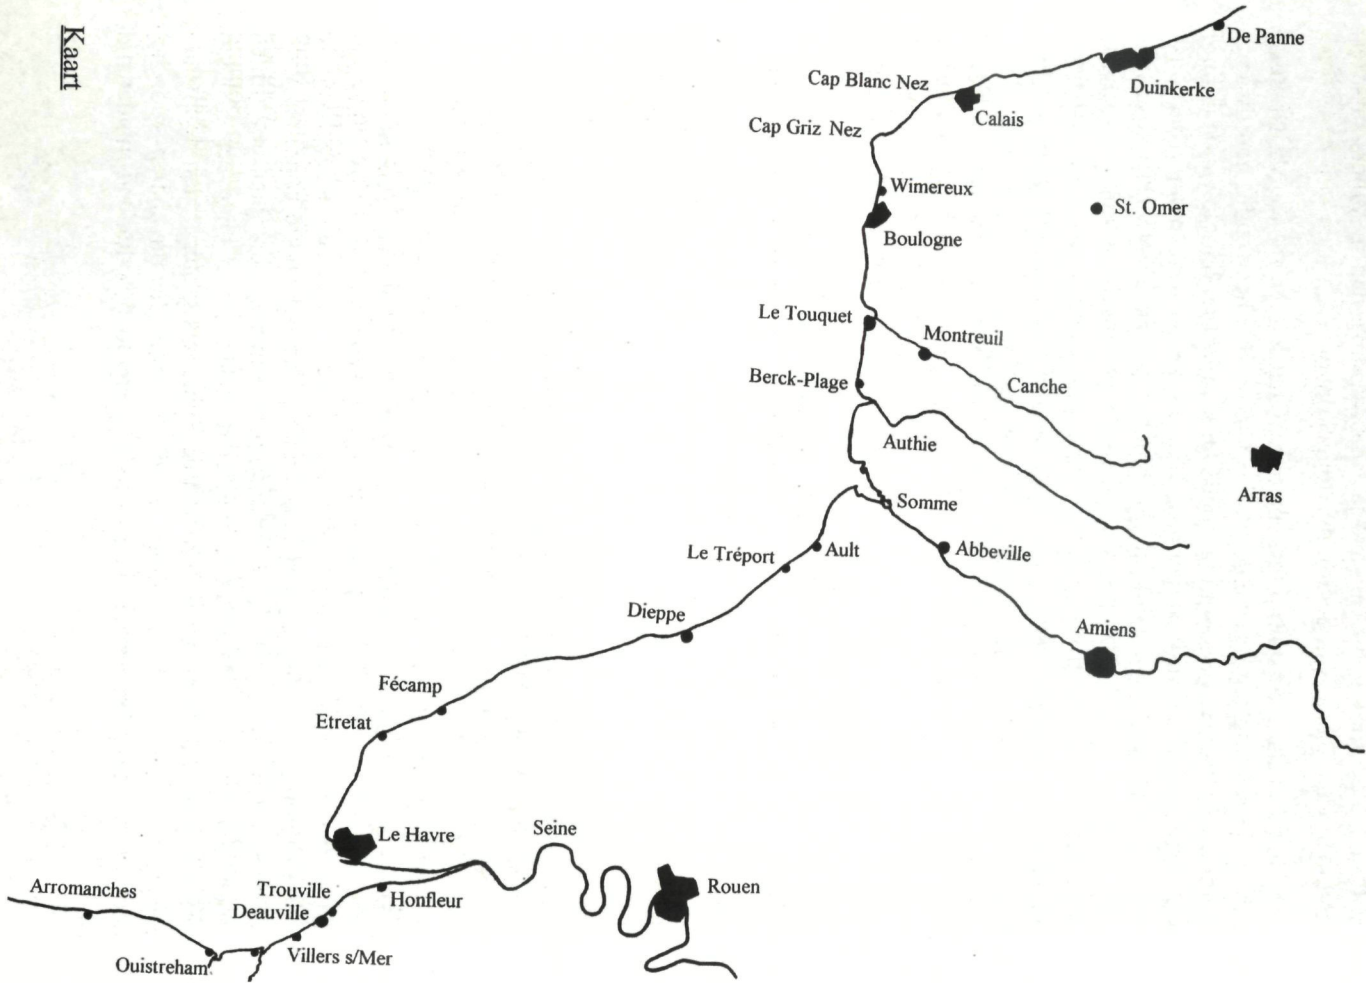 Kaart
De Panne
Duinkerke
Cap Blanc Nez
Calais
Cap Griz Nez
Wimereux
St. Omer
Boulogne
Le Touquet
Montreuil
Berck-Plage
Canche
Authie
Arras
Somme
Le Tréport
Ault
Abbeville
Dieppe
Amiens
Fécamp
Etretat
Le Havre
Seine
Arromanches
Trouville
Honfleur
Rouen
Deauville
Ouistreham
Villers s/Mer